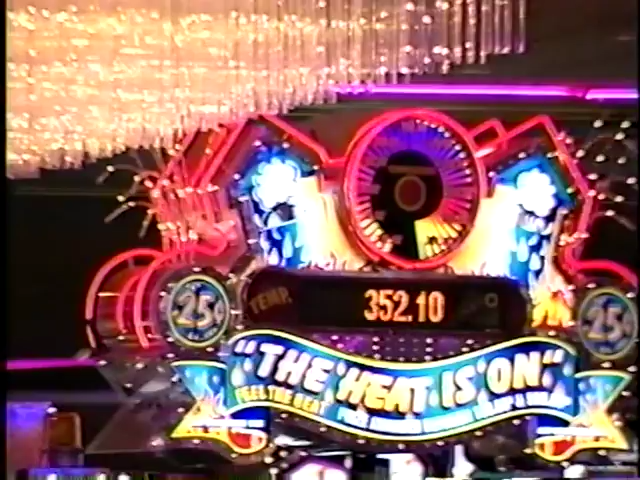 25¢
TEMP.
352.10
25¢
"THE HEAT IS ON"
FEEL THE HEAT